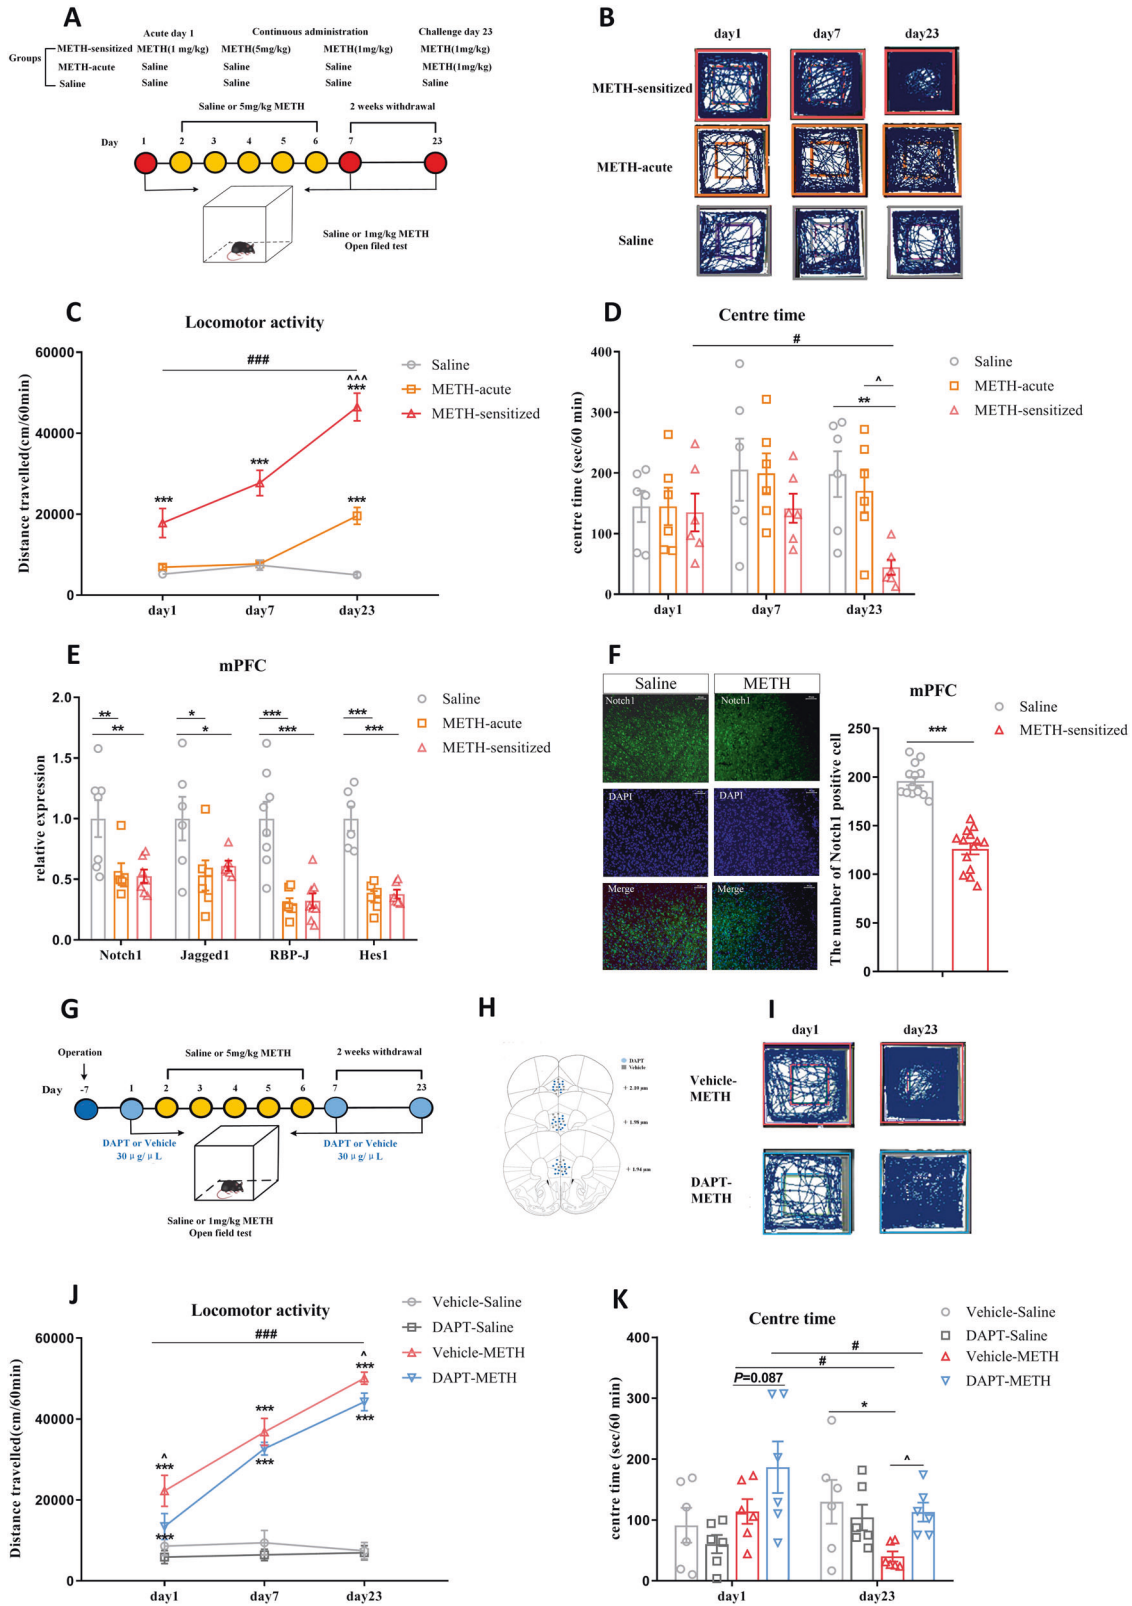 A
Acute day 1 Continuous administration Challenge day 23
Groups
METH-sensitized METH(1 mg/kg) METH(5mg/kg) METH(1mg/kg) METH(1mg/kg)
METH-acute Saline Saline Saline METH(1mg/kg)
Saline Saline Saline Saline Saline
Saline or 5mg/kg METH 2 weeks withdrawal
Day 1 2 3 4 5 6 7 23
Saline or 1mg/kg METH
Open filed test
B
day1 day7 day23
METH-sensitized
METH-acute
Saline
C
Locomotor activity
Distance travelled(cm/60min)
60000
40000
20000
0
###
^^^
***
***
***
***
day1 day7 day23
Saline
METH-acute
METH-sensitized
D
Centre time
centre time (sec/60 min)
400
300
200
100
0
#
^
**
day1 day7 day23
Saline
METH-acute
METH-sensitized
E
mPFC
relative expression
2.0
1.5
1.0
0.5
0.0
** * *** ***
** * *** ***
Notch1 Jagged1 RBP-J Hes1
Saline
METH-acute
METH-sensitized
F
Saline METH
Notch1 Notch1
DAPI DAPI
Merge Merge
mPFC
The number of Notch1 positive cell
250
200
150
100
50
0
***
Saline
METH-sensitized
G
Operation
Saline or 5mg/kg METH 2 weeks withdrawal
Day -7 1 2 3 4 5 6 7 23
DAPT or Vehicle
30 μ g/ μ L
DAPT or Vehicle
30 μ g/ μ L
Saline or 1mg/kg METH
Open field test
H
DAPT
Vehicle
+ 2.10 μm
+ 1.98 μm
+ 1.94 μm
I
day1 day23
Vehicle-
METH
DAPT-
METH
J
Locomotor activity
Distance travelled(cm/60min)
60000
40000
20000
0
###
^
***
***
***
***
^
***
***
day1 day7 day23
Vehicle-Saline
DAPT-Saline
Vehicle-METH
DAPT-METH
K
Centre time
centre time (sec/60 min)
400
300
200
100
0
#
#
P=0.087
*
^
day1 day23
Vehicle-Saline
DAPT-Saline
Vehicle-METH
DAPT-METH